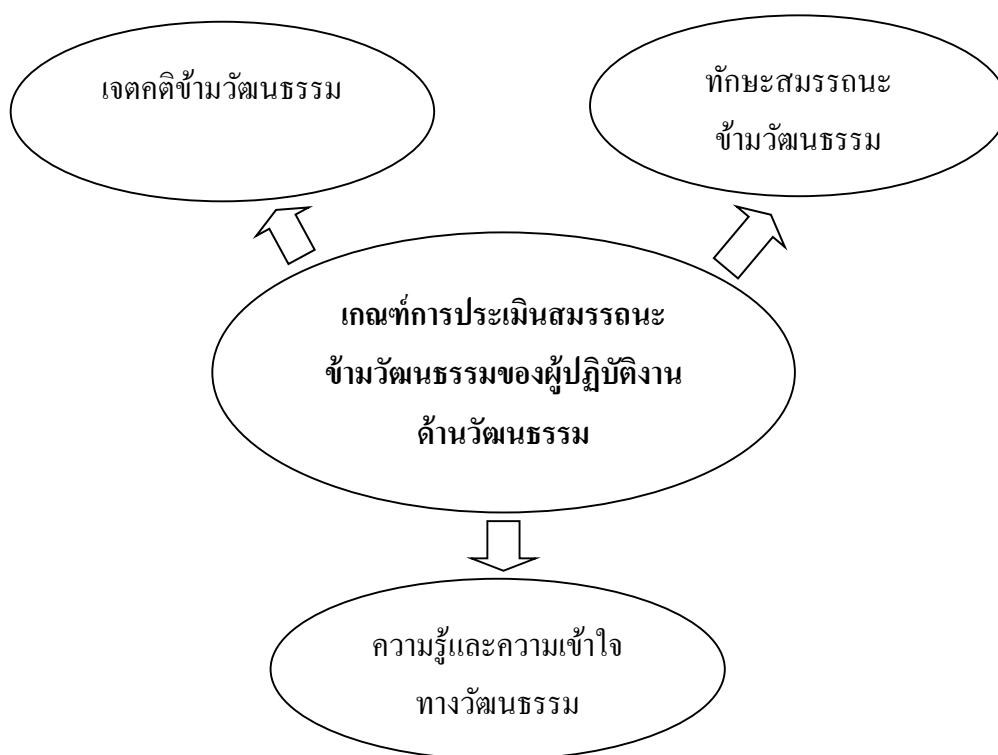 เจตคติข้ามวัฒนธรรม
ทักษะสมรรถนะ
ข้ามวัฒนธรรม
เกณฑ์การประเมินสมรรถนะ
ข้ามวัฒนธรรมของผู้ปฏิบัติงาน
ด้านวัฒนธรรม
ความรู้และความเข้าใจ
ทางวัฒนธรรม